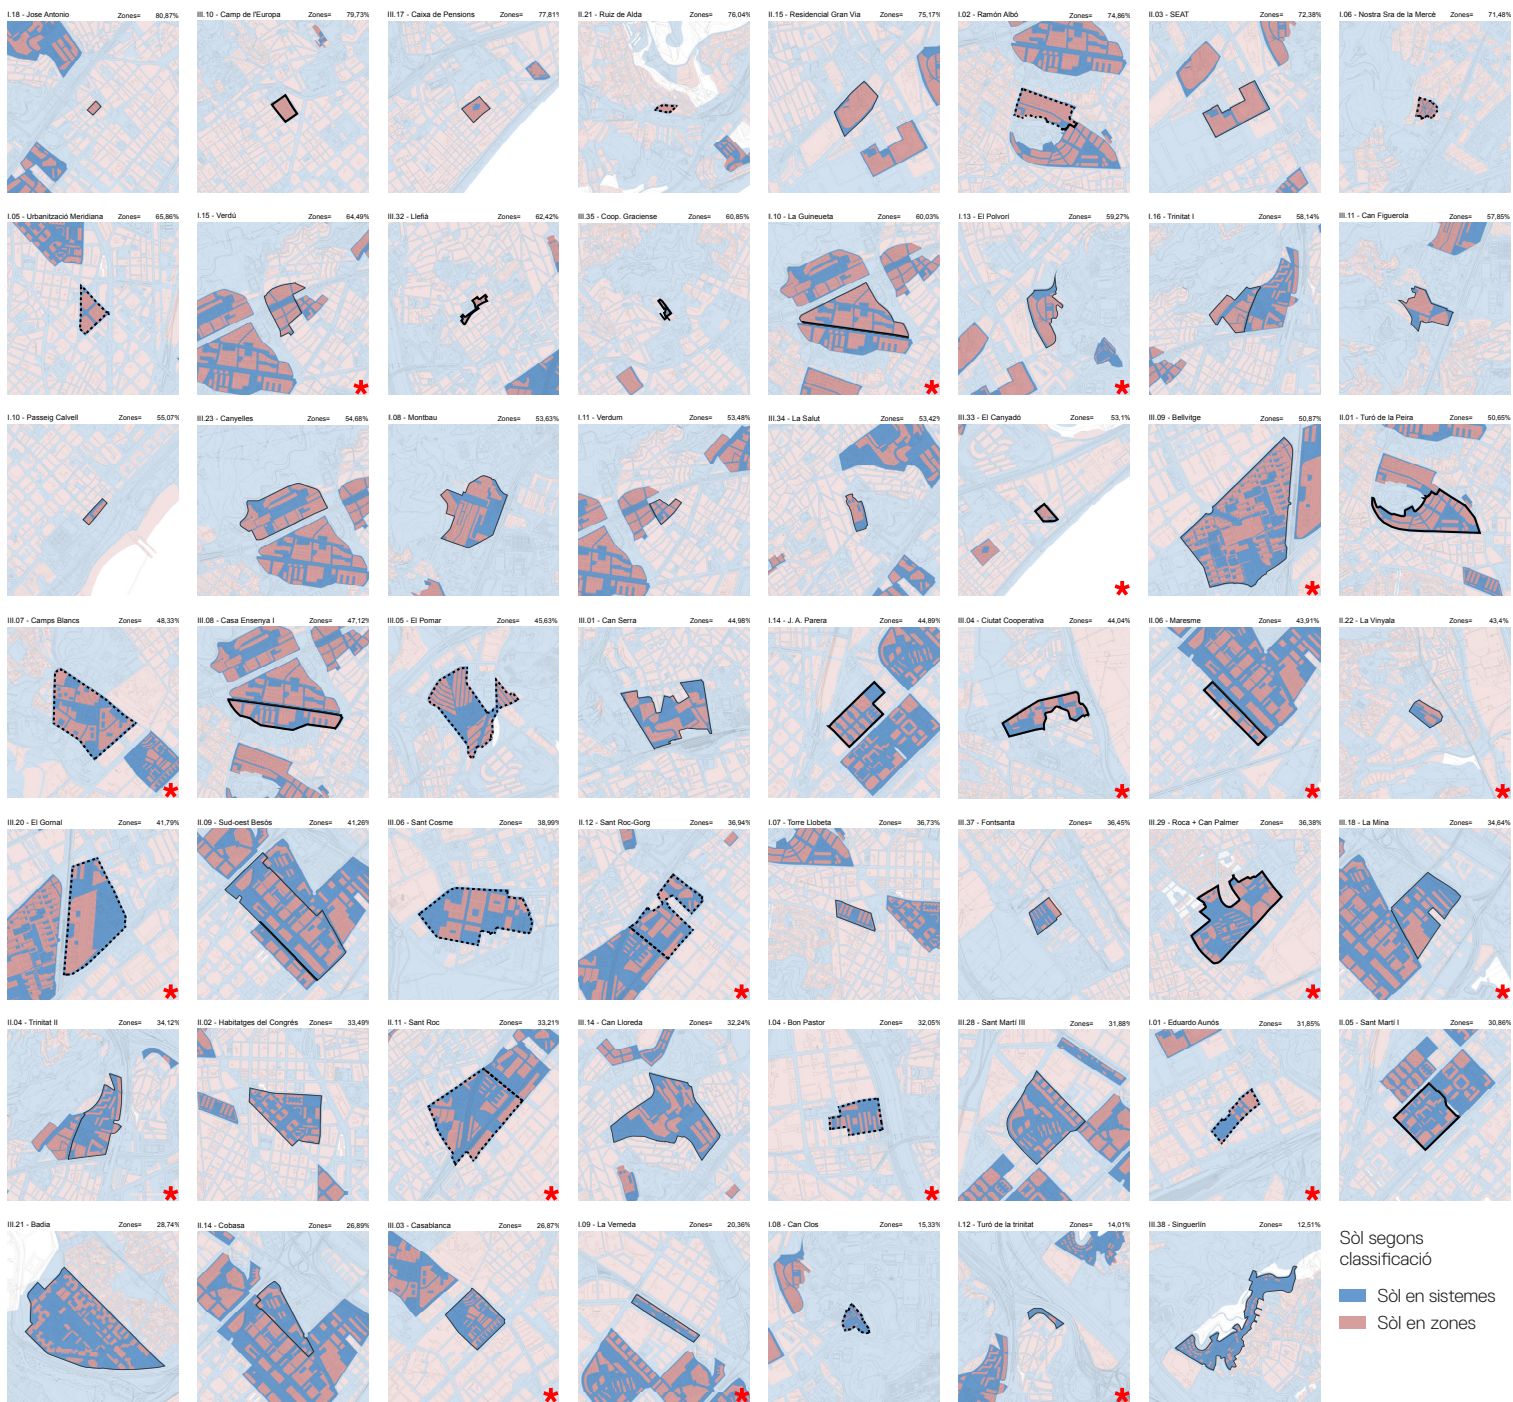 I.18 - Jose Antonio Zones= 80,87%
III.10 - Camp de l'Europa Zones= 79,73%
III.17 - Caixa de Pensions Zones= 77,81%
II.21 - Ruiz de Alda Zones= 76,04%
II.15 - Residencial Gran Via Zones= 75,17%
I.02 - Ramón Albó Zones= 74,86%
II.03 - SEAT Zones= 72,38%
I.06 - Nostra Sra de la Mercè Zones= 71,48%
I.05 - Urbanització Meridiana Zones= 65,86%
I.15 - Verdú Zones= 64,49%
III.32 - Llefià Zones= 62,42%
III.35 - Coop. Graciense Zones= 60,85%
I.10 - La Guineueta Zones= 60,03%
I.13 - El Polvorí Zones= 59,27%
I.16 - Trinitat I Zones= 58,14%
III.11 - Can Figuerola Zones= 57,85%
I.10 - Passeig Calvell Zones= 55,07%
III.23 - Canyelles Zones= 54,68%
I.08 - Montbau Zones= 53,63%
I.11 - Verdum Zones= 53,48%
III.34 - La Salut Zones= 53,42%
III.33 - El Canyadó Zones= 53,1%
III.09 - Bellvitge Zones= 50,87%
II.01 - Turó de la Peira Zones= 50,65%
III.07 - Camps Blancs Zones= 48,33%
III.08 - Casa Ensenya I Zones= 47,12%
III.05 - El Pomar Zones= 45,63%
III.01 - Can Serra Zones= 44,98%
I.14 - J. A. Parera Zones= 44,89%
III.04 - Ciutat Cooperativa Zones= 44,04%
II.06 - Maresme Zones= 43,91%
II.22 - La Vinyala Zones= 43,4%
III.20 - El Gornal Zones= 41,79%
II.09 - Sud-oest Besòs Zones= 41,26%
III.06 - Sant Cosme Zones= 38,99%
II.12 - Sant Roc-Gorg Zones= 36,94%
I.07 - Torre Llobeta Zones= 36,73%
III.37 - Fontsanta Zones= 36,45%
III.29 - Roca + Can Palmer Zones= 36,38%
III.18 - La Mina Zones= 34,64%
II.04 - Trinitat II Zones= 34,12%
II.02 - Habitatges del Congrés Zones= 33,49%
II.11 - Sant Roc Zones= 33,21%
III.14 - Can Lloreda Zones= 32,24%
I.04 - Bon Pastor Zones= 32,05%
III.28 - Sant Martí III Zones= 31,88%
I.01 - Eduardo Aunós Zones= 31,85%
II.05 - Sant Martí I Zones= 30,86%
III.21 - Badia Zones= 28,74%
II.14 - Cobasa Zones= 26,89%
III.03 - Casablanca Zones= 26,87%
I.09 - La Verneda Zones= 20,36%
I.08 - Can Clos Zones= 15,33%
I.12 - Turó de la trinitat Zones= 14,01%
III.38 - Singuerlín Zones= 12,51%
Sòl segons
classificació
Sòl en sistemes
Sòl en zones